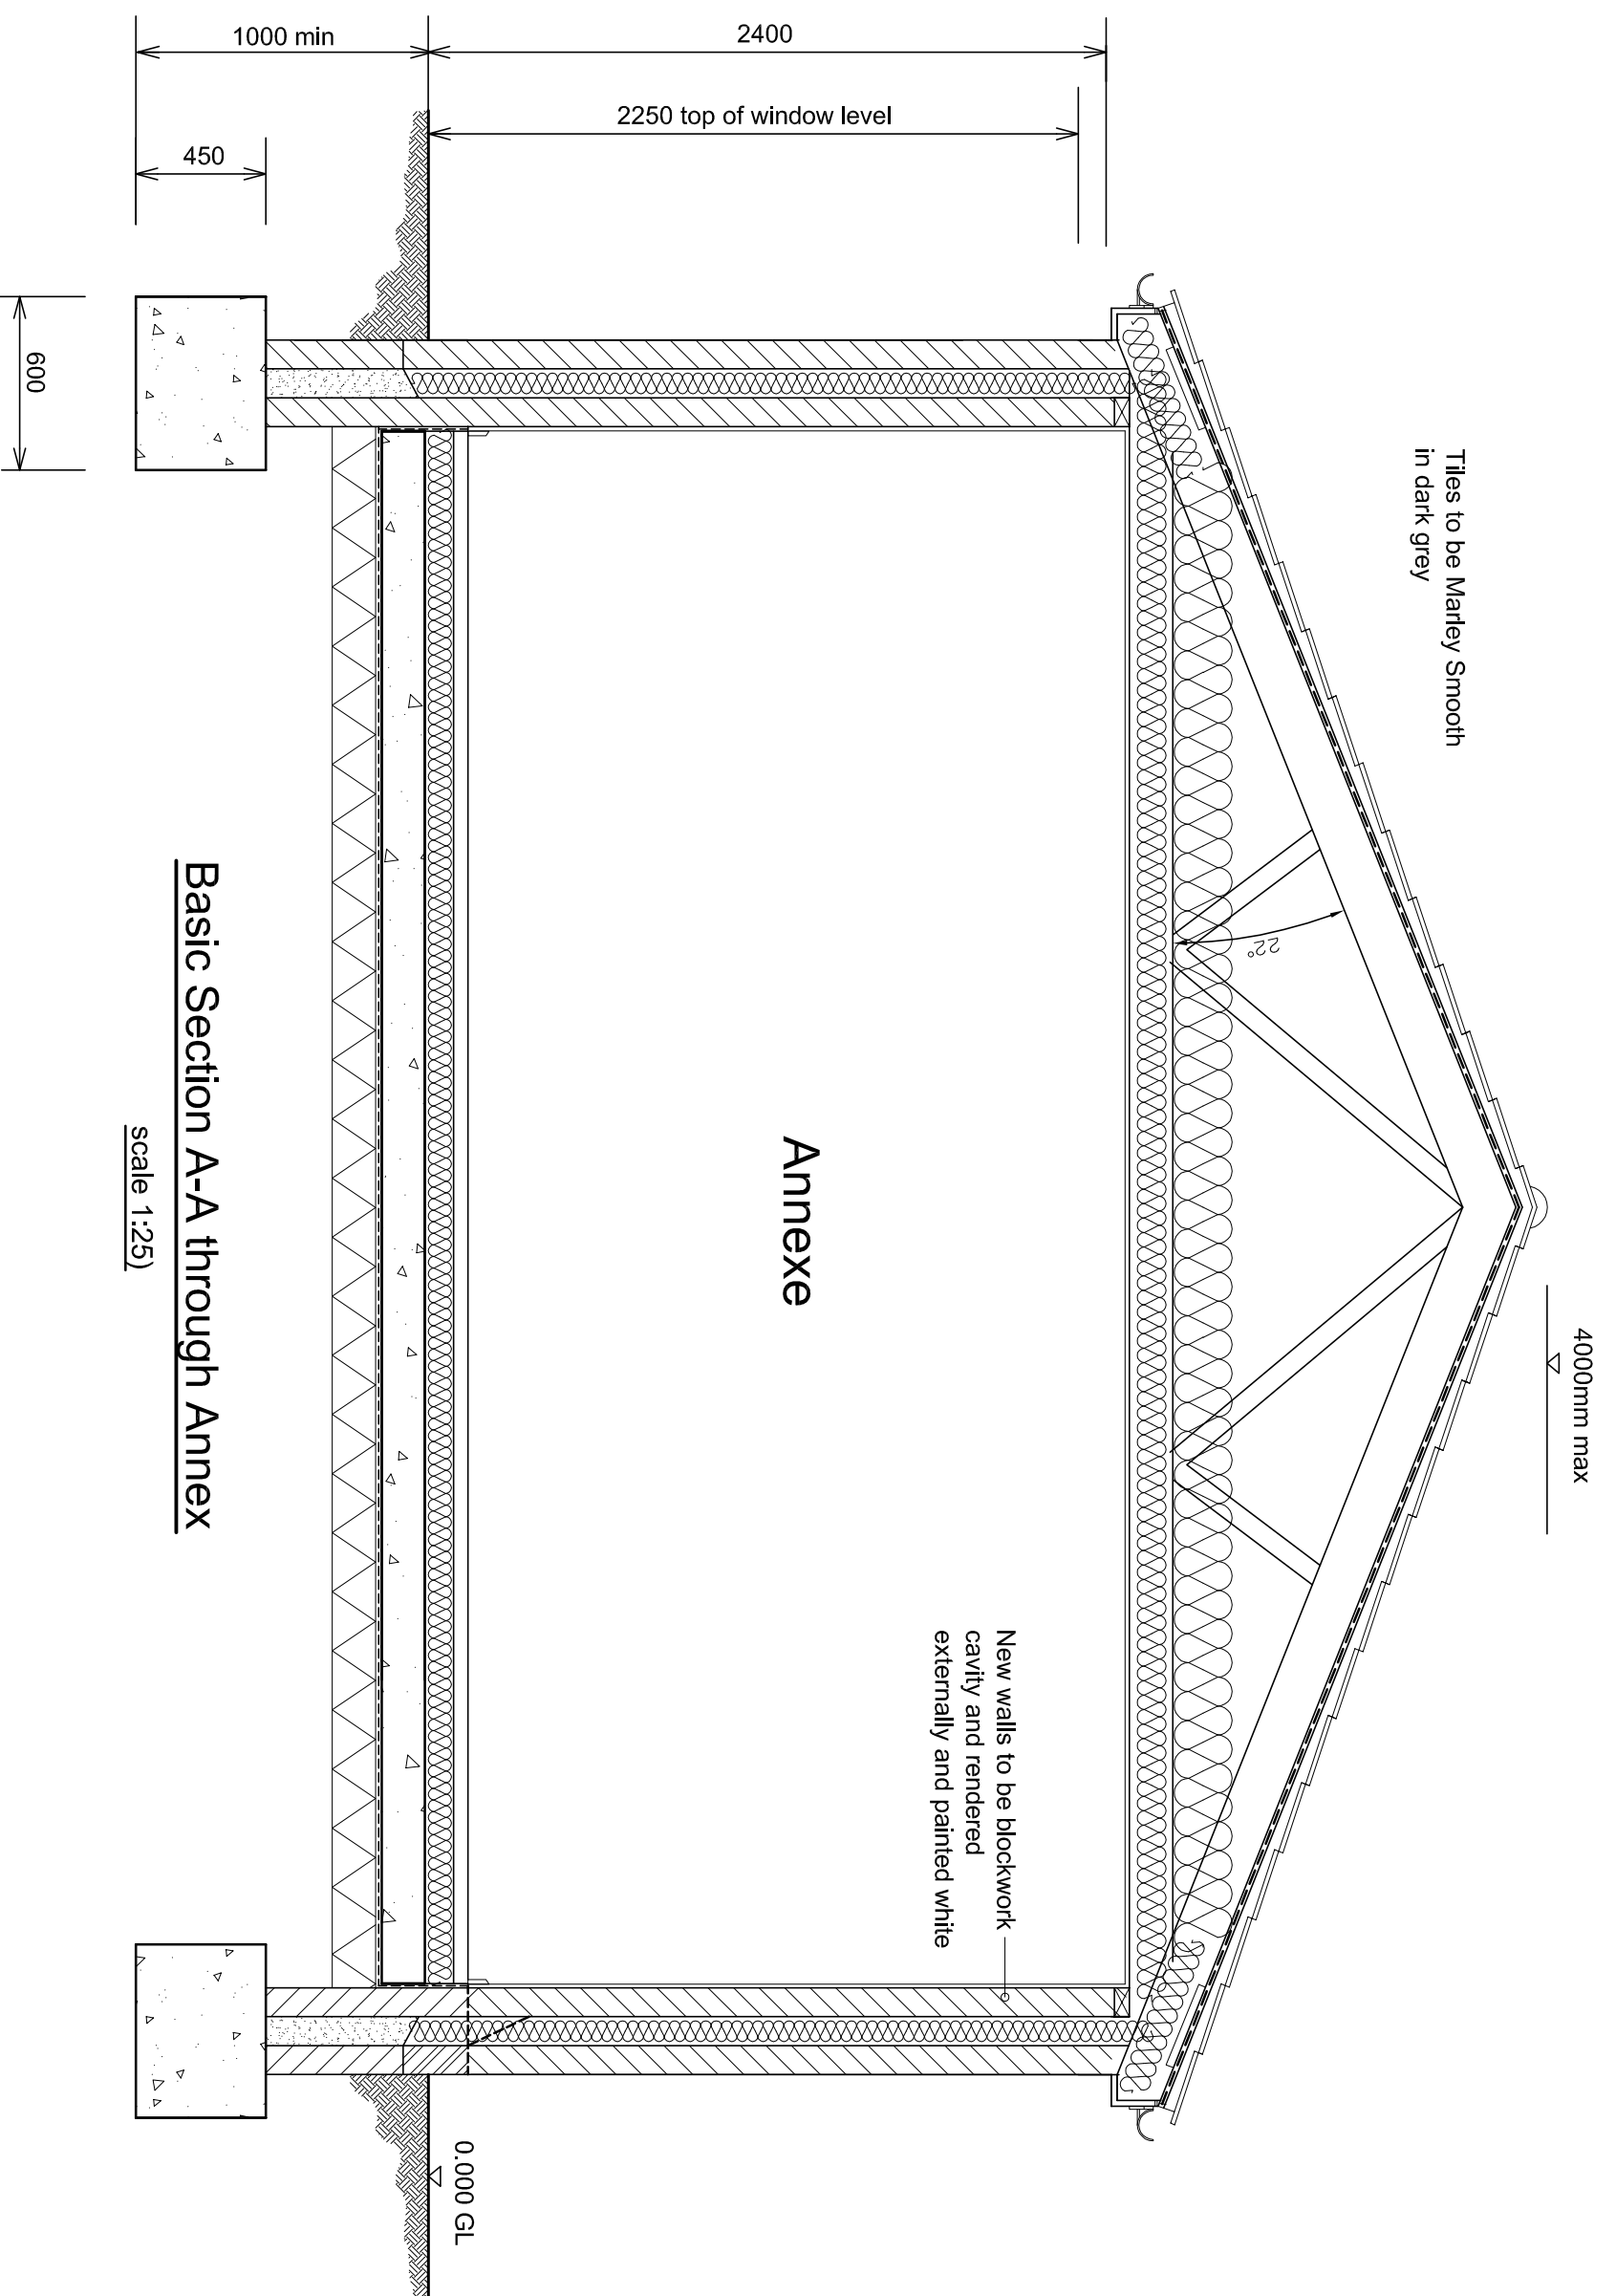 Tiles to be Marley Smooth
in dark grey
4000mm max
22°
2400
2250 top of window level
1000 min
450
600
Annexe
New walls to be blockwork
cavity and rendered
externally and painted white
0.000 GL
Basic Section A-A through Annex
scale 1:25)